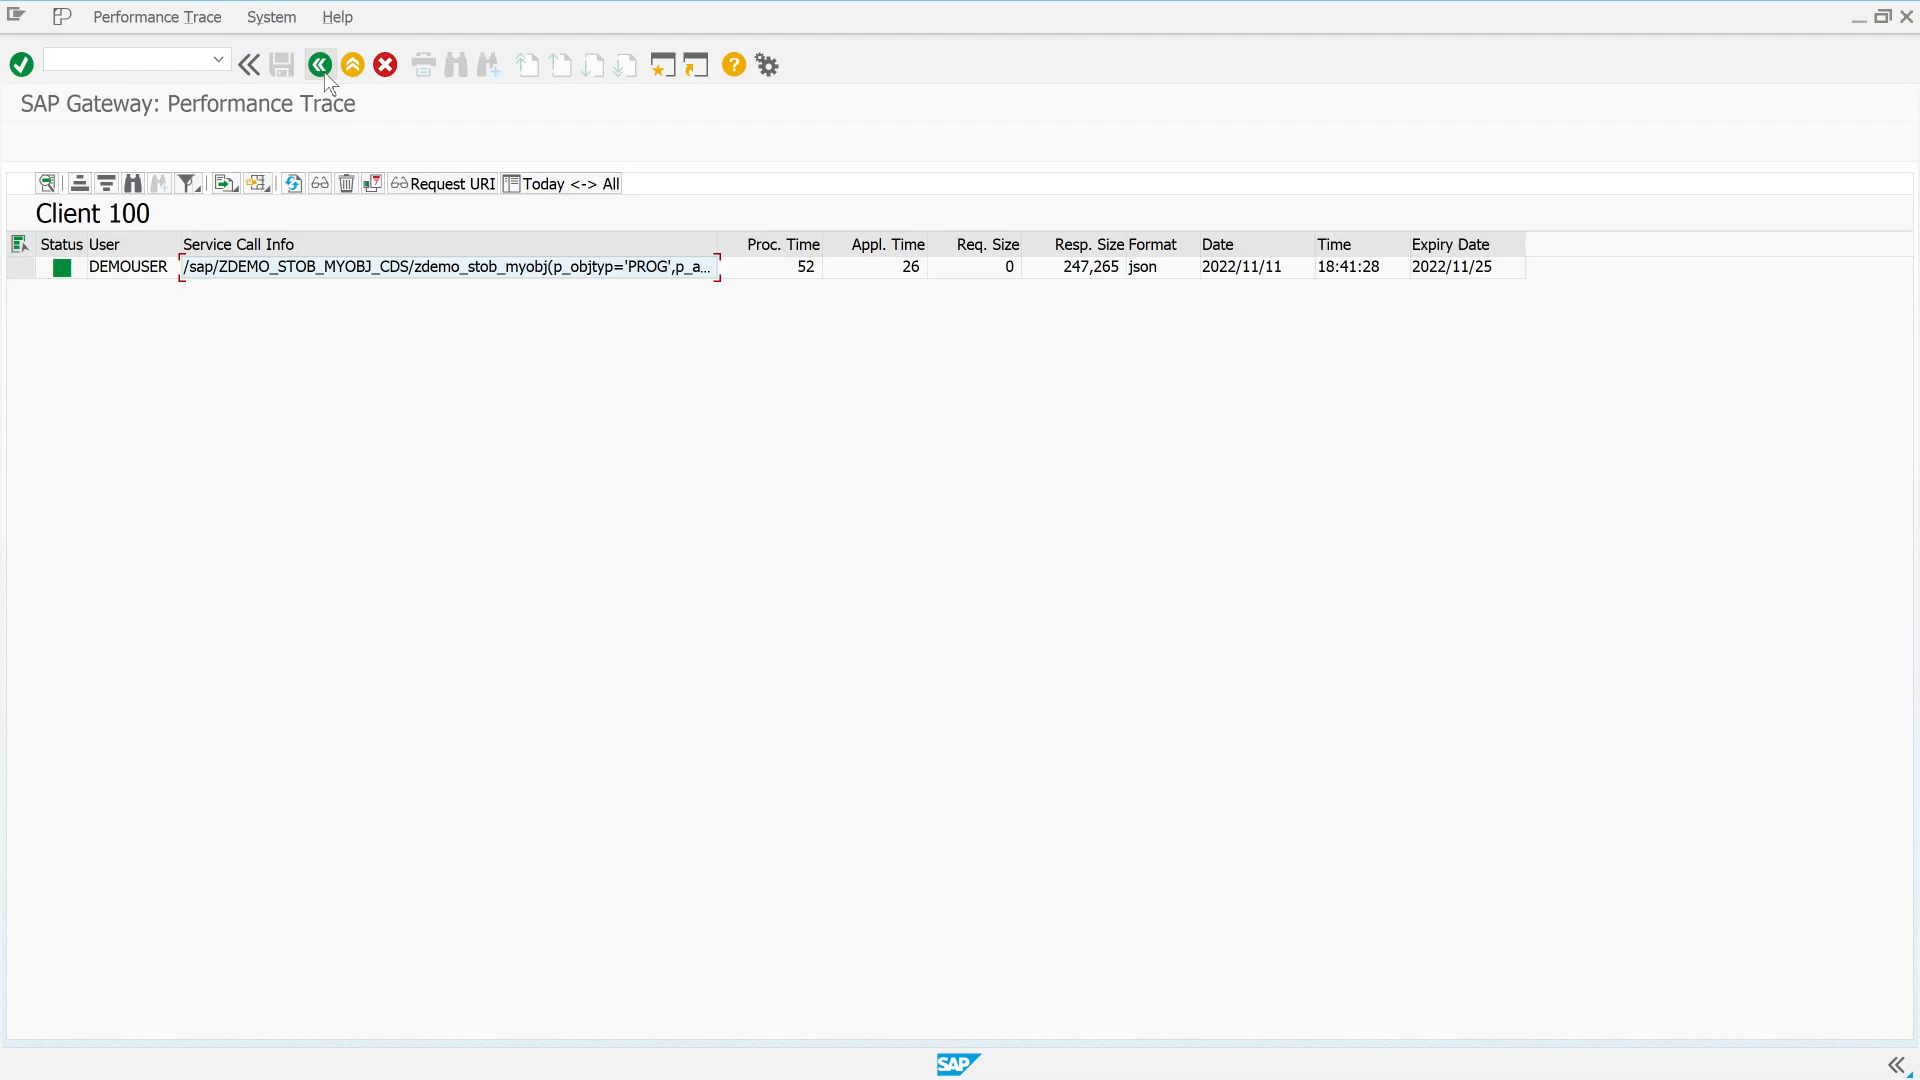 Performance Trace System Help
SAP Gateway: Performance Trace
Request URI Today <-> All
Client 100
Status User Service Call Info Proc. Time Appl. Time Req. Size Resp. Size Format Date Time Expiry Date
DEMOUSER /sap/ZDEMO_STOB_MYOBJ_CDS/zdemo_stob_myobj(p_objtyp='PROG',p_a... 52 26 0 247,265 json 2022/11/11 18:41:28 2022/11/25
SAP